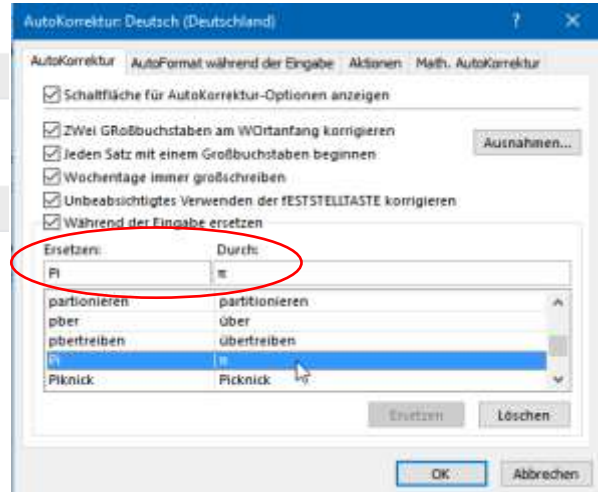 AutoKorrektur: Deutsch (Deutschland) ? ×
AutoKorrektur AutoFormat während der Eingabe Aktionen Math. AutoKorrektur
Schaltfläche für AutoKorrektur-Optionen anzeigen
ZWei GRoßbuchstaben am WOrtanfang korrigieren
Ausnahmen...
Jeden Satz mit einem Großbuchstaben beginnen
Wochentage immer großschreiben
Unbeabsichtigtes Verwenden der fESTSTELLTASTE korrigieren
Während der Eingabe ersetzen
Ersetzen: Durch:
Pi π
partionieren partitionieren
pber über
pbertreiben übertreiben
Pi π
Piknick Picknick
Ersetzen Löschen
OK Abbrechen